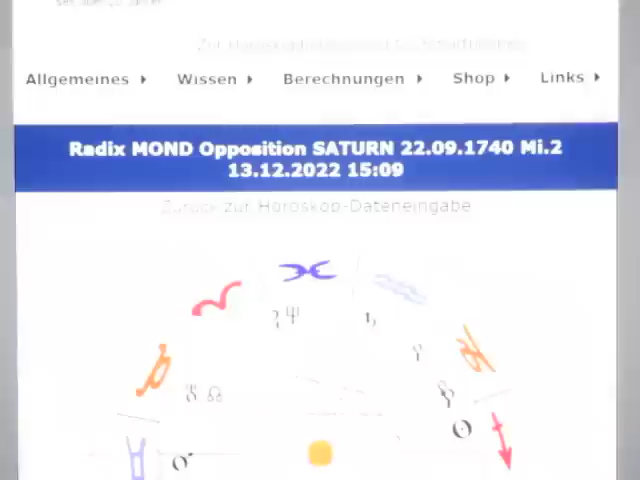 Allgemeines Wissen Berechnungen Shop Links
Radix MOND Opposition SATURN 22.09.1740 Mi.2
13.12.2022 15:09
Zurück zur Horoskop-Dateneingabe